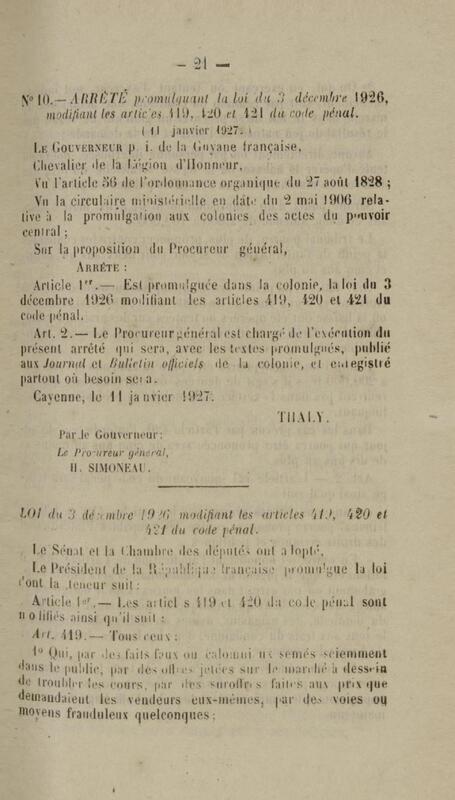 — 21 —
N° 10.— ARRÊTÉ promulguant la loi du 3 décembre 1926,
modifiant les articles 419, 420 et 421 du code pénal.
( 11 janvier 1927. )
LE GOUVERNEUR p. i. de la Guyane française,
Chevalier de la Légion d'Honneur,
Vu l'article 36 de l'ordonnance organique du 27 août 1828 ;
Vu la circulaire ministérielle en date du 2 mai 1906 rela-
tive à la promulgation aux colonies des actes du pouvoir
central ;
Sur la proposition du Procureur général,
ARRÊTE :
Article 1er.— Est promulguée dans la colonie, la loi du 3
décembre 1926 modifiant les articles 419, 420 et 421 du
code pénal.
Art. 2.— Le Procureur général est chargé de l'exécution du
présent arrêté qui sera, avec les textes promulgués, publié
aux Journal et Bulletin officiels de la colonie, et enregistré
partout où besoin sera.
Cayenne, le 11 janvier 1927.
THALY.
Par le Gouverneur:
Le Procureur général,
H. SIMONEAU.
LOI du 3 décembre 1926 modifiant les articles 419, 420 et
421 du code pénal.
Le Sénat et la Chambre des députés ont adopté,
Le Président de la République française promulgue la loi
dont la teneur suit :
Article 1er.— Les articles 419 et 420 du code pénal sont
modifiés ainsi qu'il suit :
Art. 419.— Tous ceux :
1° Qui, par des faits faux ou calomnieux semés sciemment
dans le public, par des offres jetées sur le marché à dessein
de troubler les cours, par des suroffres faites aux prix que
demandaient les vendeurs eux-mêmes, par des voies ou
moyens frauduleux quelconques ;